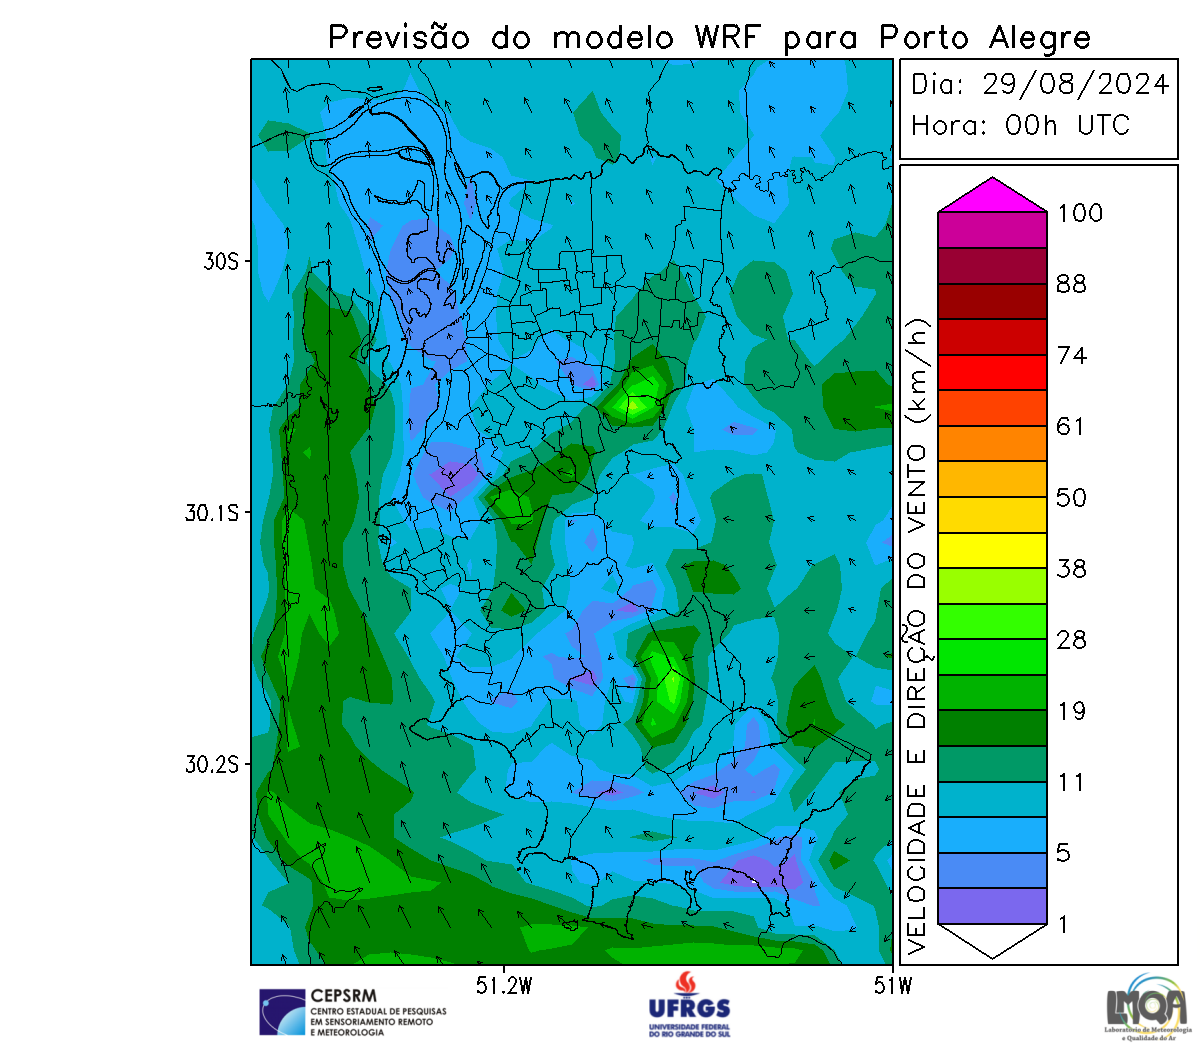 Previsão do modelo WRF para Porto Alegre
Dia: 29/08/2024
Hora: 00h UTC
30S
30.1S
30.2S
51.2W
51W
VELOCIDADE E DIREÇÃO DO VENTO (km/h)
100
88
74
61
50
38
28
19
11
5
1
CEPSRM
CENTRO ESTADUAL DE PESQUISAS
EM SENSORIAMENTO REMOTO
E METEOROLOGIA
UFRGS
UNIVERSIDADE FEDERAL
DO RIO GRANDE DO SUL
LMQA
Laboratório de Meteorologia
e Qualidade do Ar